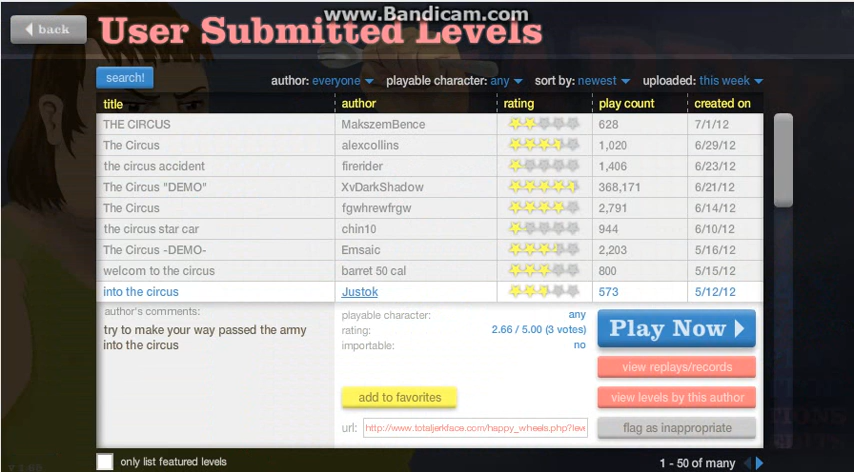 www.Bandicam.com
back
User Submitted Levels
search!
author: everyone playable character: any sort by: newest uploaded: this week
title author rating play count created on
THE CIRCUS MakszemBence 628 7/1/12
The Circus alexcollins 1,020 6/29/12
the circus accident firerider 1,406 6/23/12
The Circus "DEMO" XvDarkShadow 368,171 6/21/12
The Circus fgwhrewfrgw 2,791 6/14/12
the circus star car chin10 944 6/10/12
The Circus -DEMO- Emsaic 2,203 5/16/12
welcom to the circus barret 50 cal 800 5/15/12
into the circus Justok 573 5/12/12
author's comments:
try to make your way passed the army
into the circus
playable character: any
rating: 2.66 / 5.00 (3 votes)
importable: no
add to favorites
url: http://www.totaljerkface.com/happy_wheels.php?leve
Play Now
view replays/records
view levels by this author
flag as inappropriate
only list featured levels
1 - 50 of many